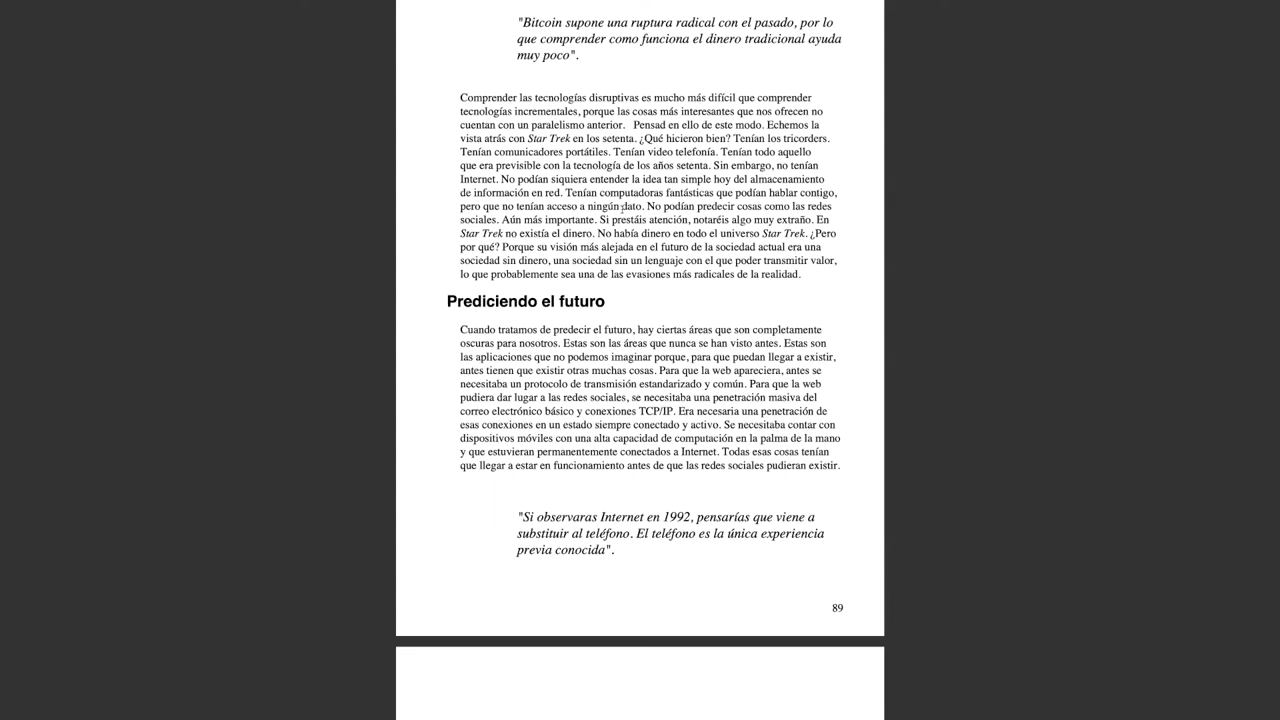 "Bitcoin supone una ruptura radical con el pasado, por lo
que comprender como funciona el dinero tradicional ayuda
muy poco".
Comprender las tecnologías disruptivas es mucho más difícil que comprender
tecnologías incrementales, porque las cosas más interesantes que nos ofrecen no
cuentan con un paralelismo anterior.   Pensad en ello de este modo. Echemos la
vista atrás con Star Trek en los setenta. ¿Qué hicieron bien? Tenían los tricorders.
Tenían comunicadores portátiles. Tenían video telefonía. Tenían todo aquello
que era previsible con la tecnología de los años setenta. Sin embargo, no tenían
Internet. No podían siquiera entender la idea tan simple hoy del almacenamiento
de información en red. Tenían computadoras fantásticas que podían hablar contigo,
pero que no tenían acceso a ningún dato. No podían predecir cosas como las redes
sociales. Aún más importante. Si prestáis atención, notaréis algo muy extraño. En
Star Trek no existía el dinero. No había dinero en todo el universo Star Trek. ¿Pero
por qué? Porque su visión más alejada en el futuro de la sociedad actual era una
sociedad sin dinero, una sociedad sin un lenguaje con el que poder transmitir valor,
lo que probablemente sea una de las evasiones más radicales de la realidad.
Prediciendo el futuro
Cuando tratamos de predecir el futuro, hay ciertas áreas que son completamente
oscuras para nosotros. Estas son las áreas que nunca se han visto antes. Estas son
las aplicaciones que no podemos imaginar porque, para que puedan llegar a existir,
antes tienen que existir otras muchas cosas. Para que la web apareciera, antes se
necesitaba un protocolo de transmisión estandarizado y común. Para que la web
pudiera dar lugar a las redes sociales, se necesitaba una penetración masiva del
correo electrónico básico y conexiones TCP/IP. Era necesaria una penetración de
esas conexiones en un estado siempre conectado y activo. Se necesitaba contar con
dispositivos móviles con una alta capacidad de computación en la palma de la mano
y que estuvieran permanentemente conectados a Internet. Todas esas cosas tenían
que llegar a estar en funcionamiento antes de que las redes sociales pudieran existir.
"Si observaras Internet en 1992, pensarías que viene a
substituir al teléfono. El teléfono es la única experiencia
previa conocida".
89